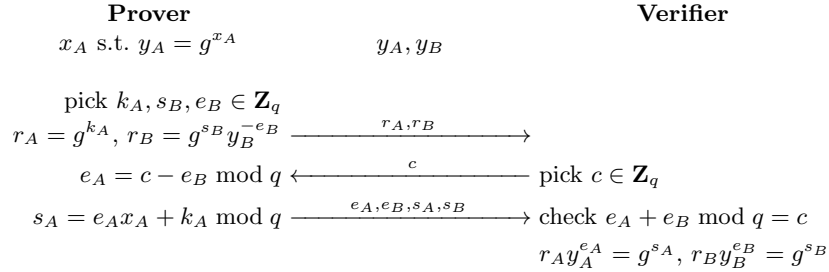 Prover Verifier
x_A s.t. y_A = g^{x_A} y_A, y_B
pick k_A, s_B, e_B ∈ Z_q
r_A = g^{k_A}, r_B = g^{s_B} y_B^{-e_B} r_A,r_B
e_A = c − e_B mod q c pick c ∈ Z_q
s_A = e_A x_A + k_A mod q e_A,e_B,s_A,s_B check e_A + e_B mod q = c
r_A y_A^{e_A} = g^{s_A}, r_B y_B^{e_B} = g^{s_B}